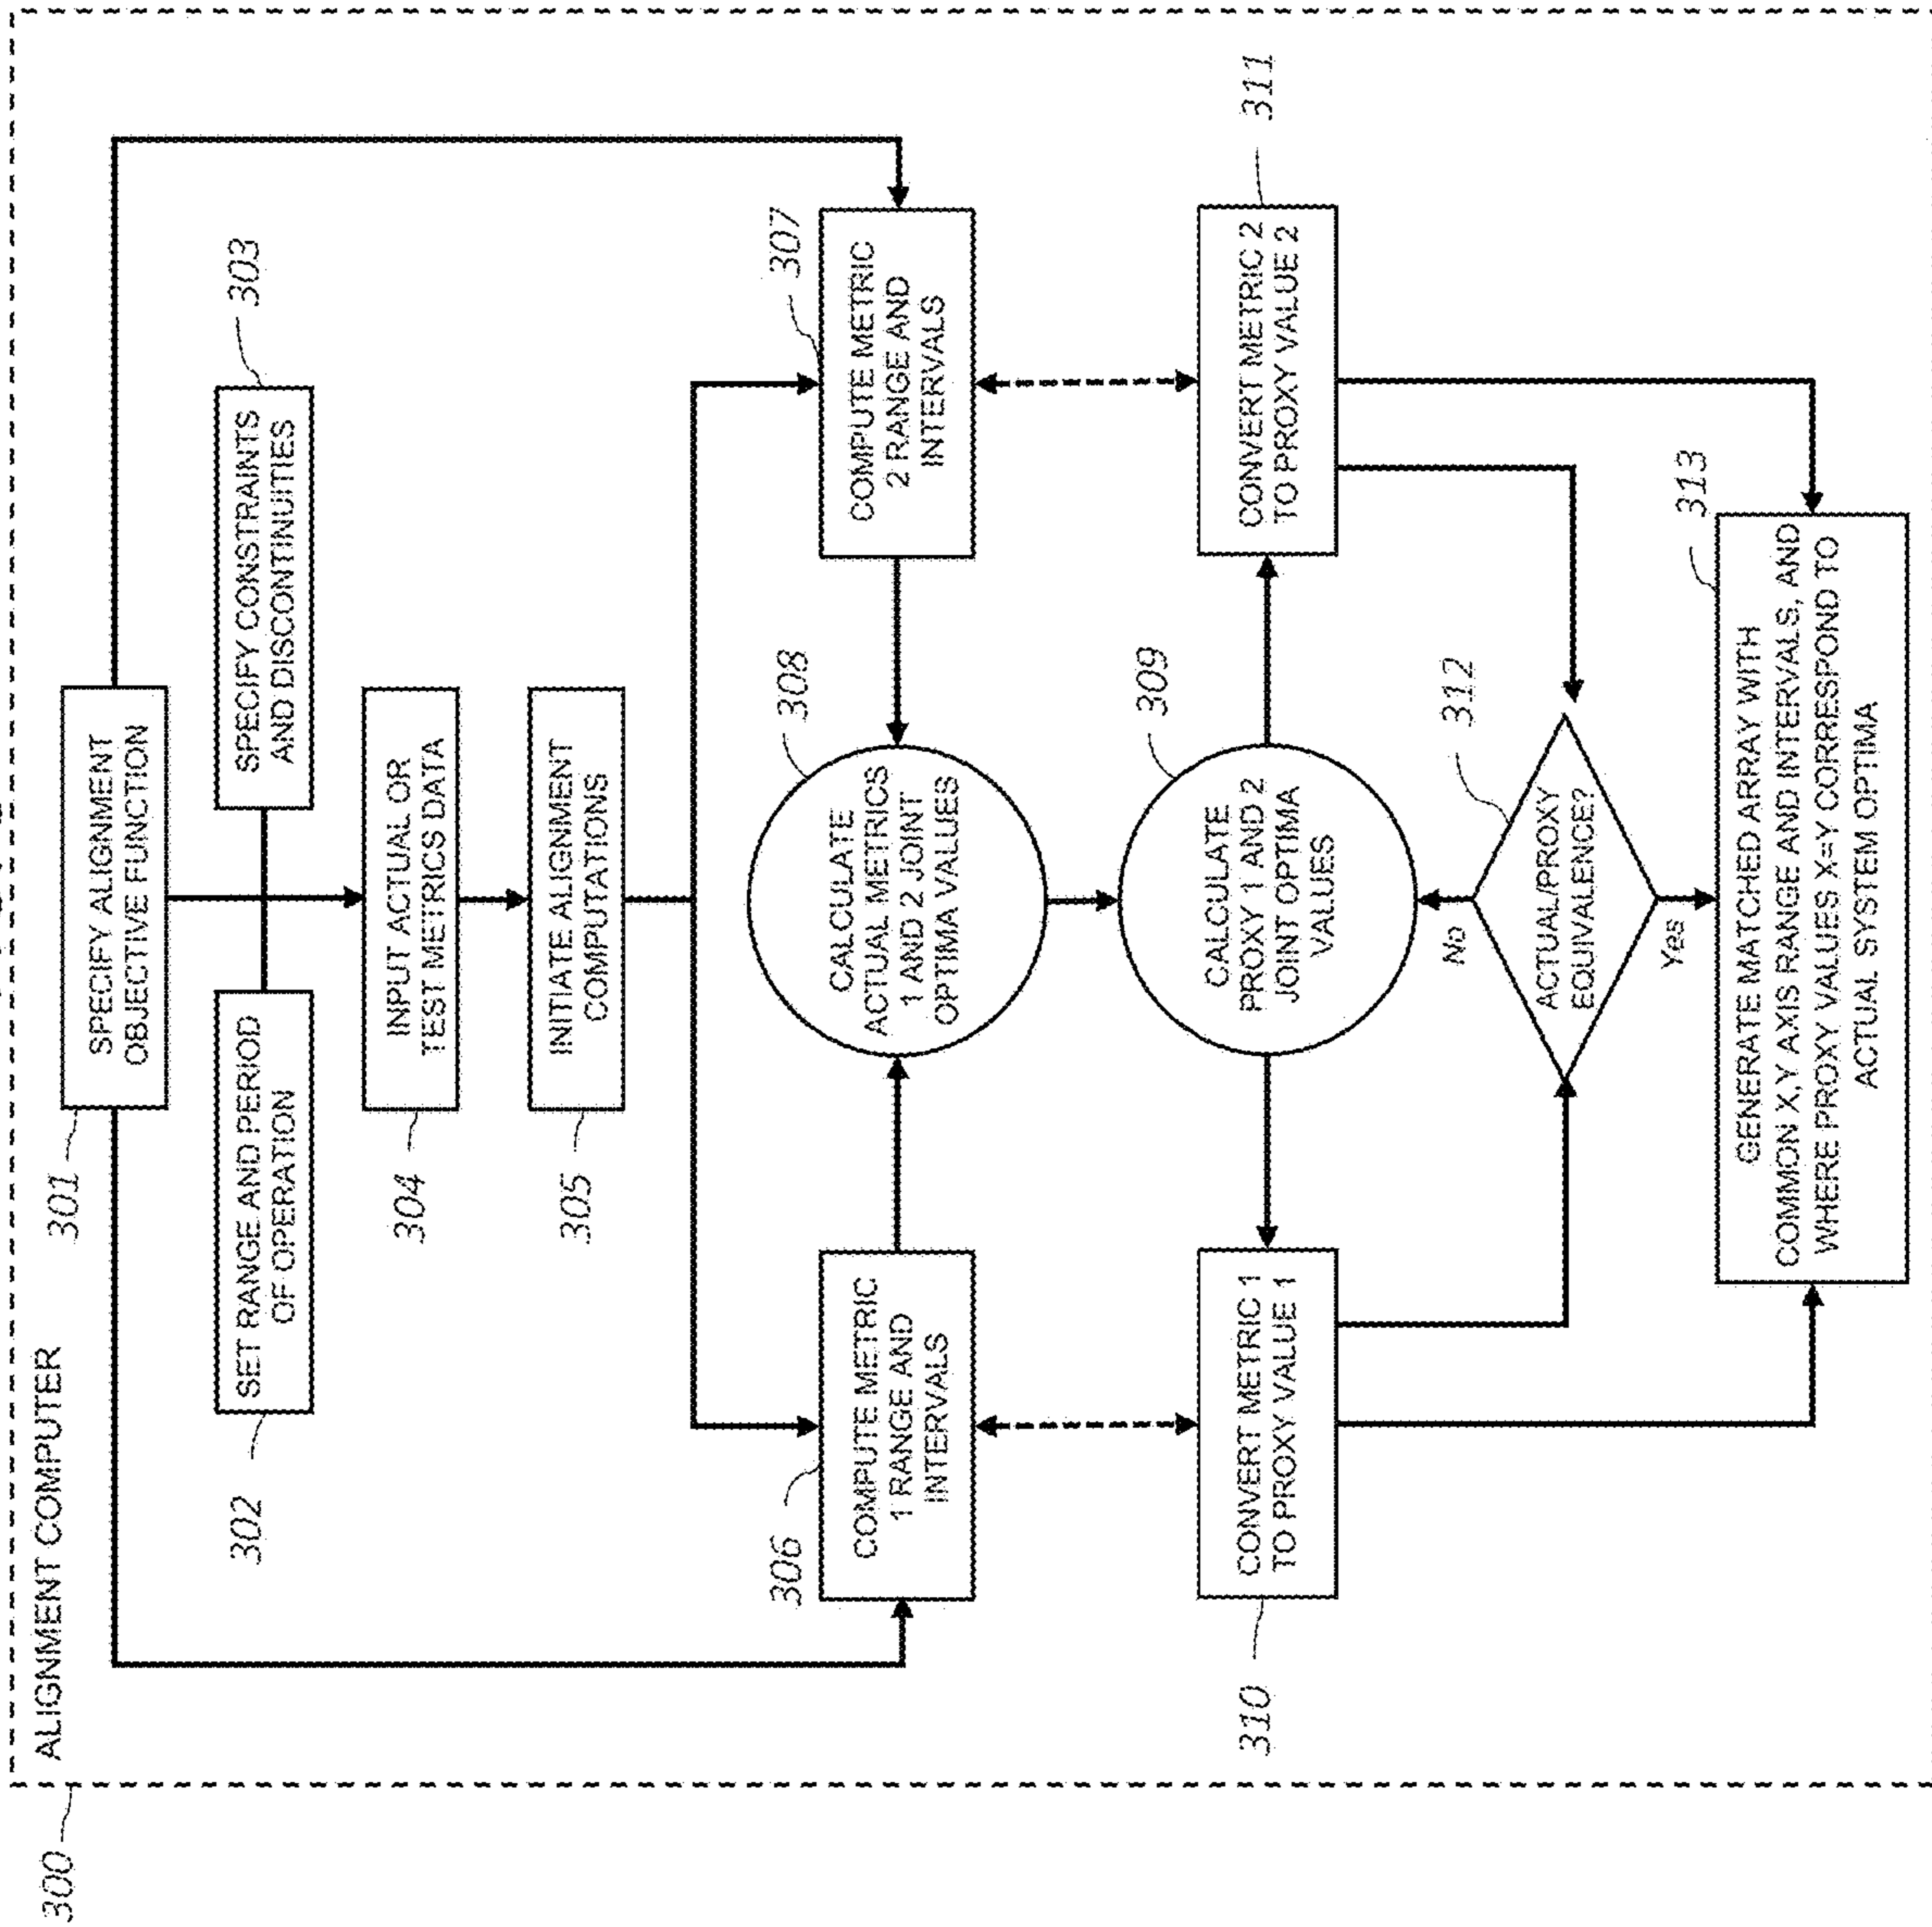 300
ALIGNMENT COMPUTER
301
SPECIFY ALIGNMENT
OBJECTIVE FUNCTION
302
SET RANGE AND PERIOD
OF OPERATION
303
SPECIFY CONSTRAINTS
AND DISCONTINUITIES
304
INPUT ACTUAL OR
TEST METRICS DATA
305
INITIATE ALIGNMENT
COMPUTATIONS
306
COMPUTE METRIC
1 RANGE AND
INTERVALS
308
CALCULATE
ACTUAL METRICS
1 AND 2 JOINT
OPTIMA VALUES
307
COMPUTE METRIC
2 RANGE AND
INTERVALS
310
CONVERT METRIC 1
TO PROXY VALUE 1
309
CALCULATE
PROXY 1 AND 2
JOINT OPTIMA
VALUES
311
CONVERT METRIC 2
TO PROXY VALUE 2
No
312
ACTUAL/PROXY
EQUIVALENCE?
Yes
313
GENERATE MATCHED ARRAY WITH
COMMON X,Y AXIS RANGE AND INTERVALS, AND
WHERE PROXY VALUES X=Y CORRESPOND TO
ACTUAL SYSTEM OPTIMA